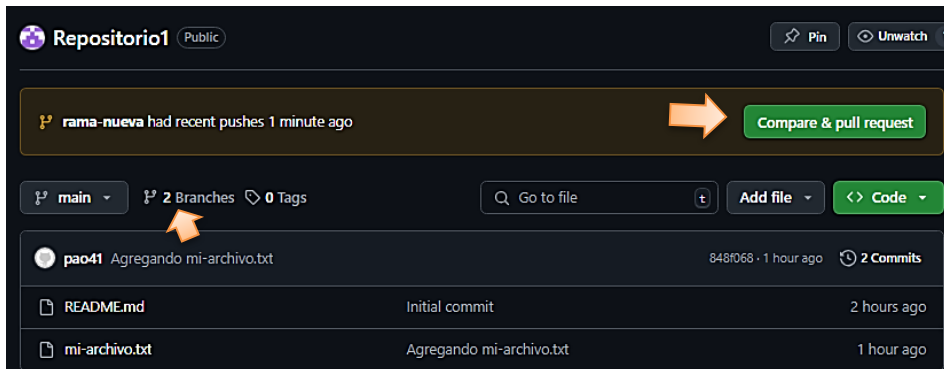 Repositorio1 Public Pin Unwatch
rama-nueva had recent pushes 1 minute ago Compare & pull request
main 2 Branches 0 Tags Go to file t Add file Code
pao41 Agregando mi-archivo.txt 848f068 · 1 hour ago 2 Commits
README.md Initial commit 2 hours ago
mi-archivo.txt Agregando mi-archivo.txt 1 hour ago